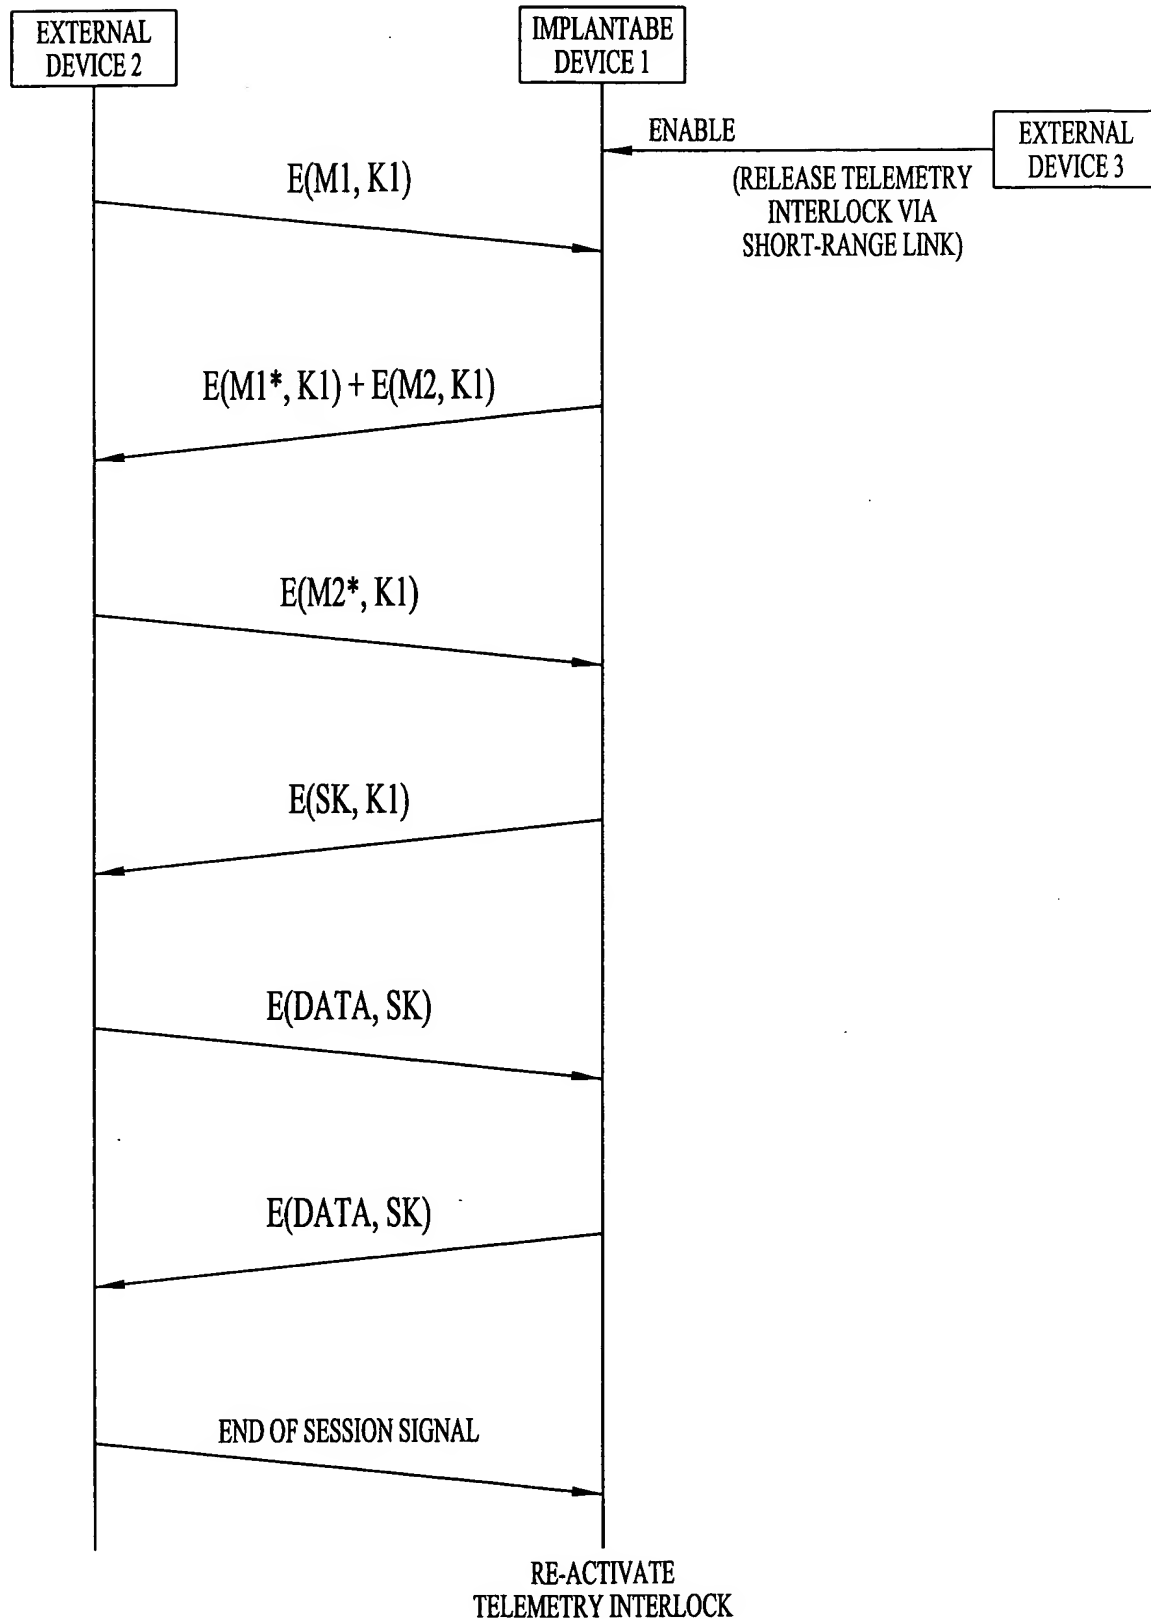 EXTERNAL
DEVICE 2
IMPLANTABE
DEVICE 1
ENABLE
EXTERNAL
DEVICE 3
(RELEASE TELEMETRY
INTERLOCK VIA
SHORT-RANGE LINK)
E(M1, K1)
E(M1*, K1) + E(M2, K1)
E(M2*, K1)
E(SK, K1)
E(DATA, SK)
E(DATA, SK)
END OF SESSION SIGNAL
RE-ACTIVATE
TELEMETRY INTERLOCK